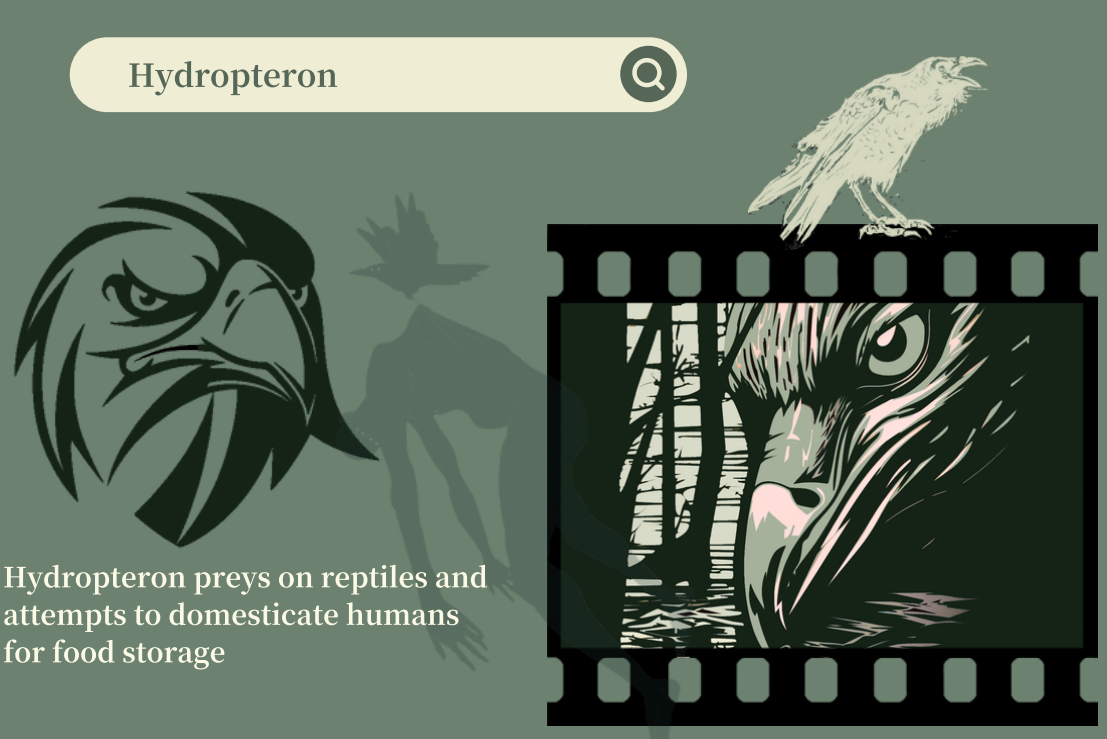 Hydropteron
Hydropteron preys on reptiles and
attempts to domesticate humans
for food storage